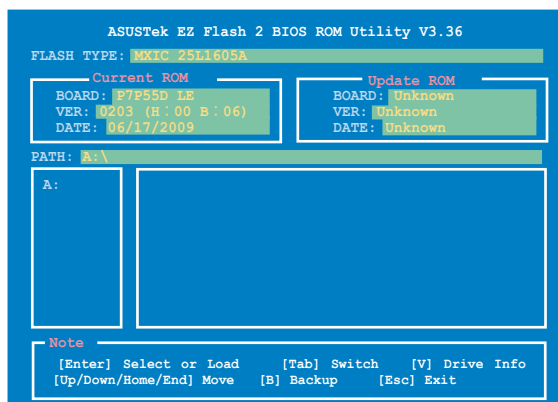 ASUSTek EZ Flash 2 BIOS ROM Utility V3.36
FLASH TYPE: MXIC 25L1605A
Current ROM
BOARD: P7P55D LE
VER: 0203 (H:00 B:06)
DATE: 06/17/2009
Update ROM
BOARD: Unknown
VER: Unknown
DATE: Unknown
PATH: A:\
A:
Note
[Enter] Select or Load [Tab] Switch [V] Drive Info
[Up/Down/Home/End] Move [B] Backup [Esc] Exit